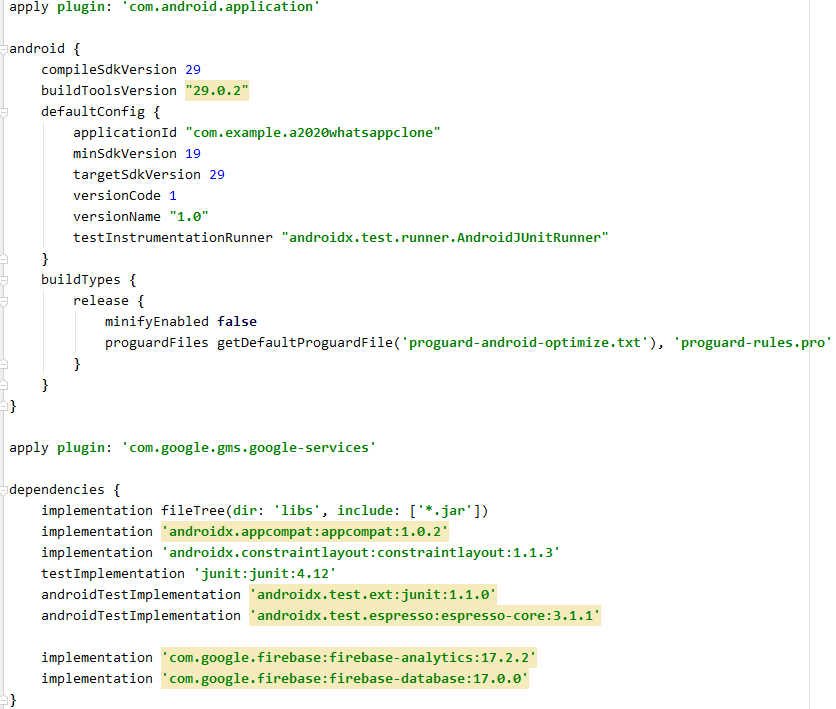 apply plugin: 'com.android.application'
android {
compileSdkVersion 29
buildToolsVersion "29.0.2"
defaultConfig {
applicationId "com.example.a2020whatsappclone"
minSdkVersion 19
targetSdkVersion 29
versionCode 1
versionName "1.0"
testInstrumentationRunner "androidx.test.runner.AndroidJUnitRunner"
}
buildTypes {
release {
minifyEnabled false
proguardFiles getDefaultProguardFile('proguard-android-optimize.txt'), 'proguard-rules.pro'
}
}
}
apply plugin: 'com.google.gms.google-services'
dependencies {
implementation fileTree(dir: 'libs', include: ['*.jar'])
implementation 'androidx.appcompat:appcompat:1.0.2'
implementation 'androidx.constraintlayout:constraintlayout:1.1.3'
testImplementation 'junit:junit:4.12'
androidTestImplementation 'androidx.test.ext:junit:1.1.0'
androidTestImplementation 'androidx.test.espresso:espresso-core:3.1.1'
implementation 'com.google.firebase:firebase-analytics:17.2.2'
implementation 'com.google.firebase:firebase-database:17.0.0'
}